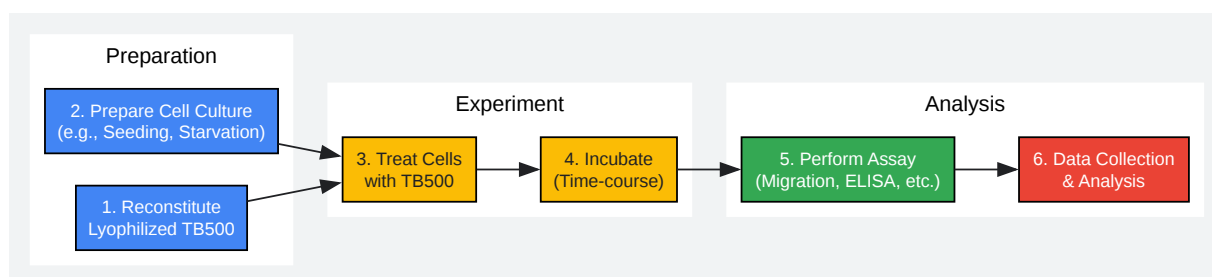 Preparation
2. Prepare Cell Culture
(e.g., Seeding, Starvation)
1. Reconstitute
Lyophilized TB500
Experiment
3. Treat Cells
with TB500
4. Incubate
(Time-course)
Analysis
5. Perform Assay
(Migration, ELISA, etc.)
6. Data Collection
& Analysis